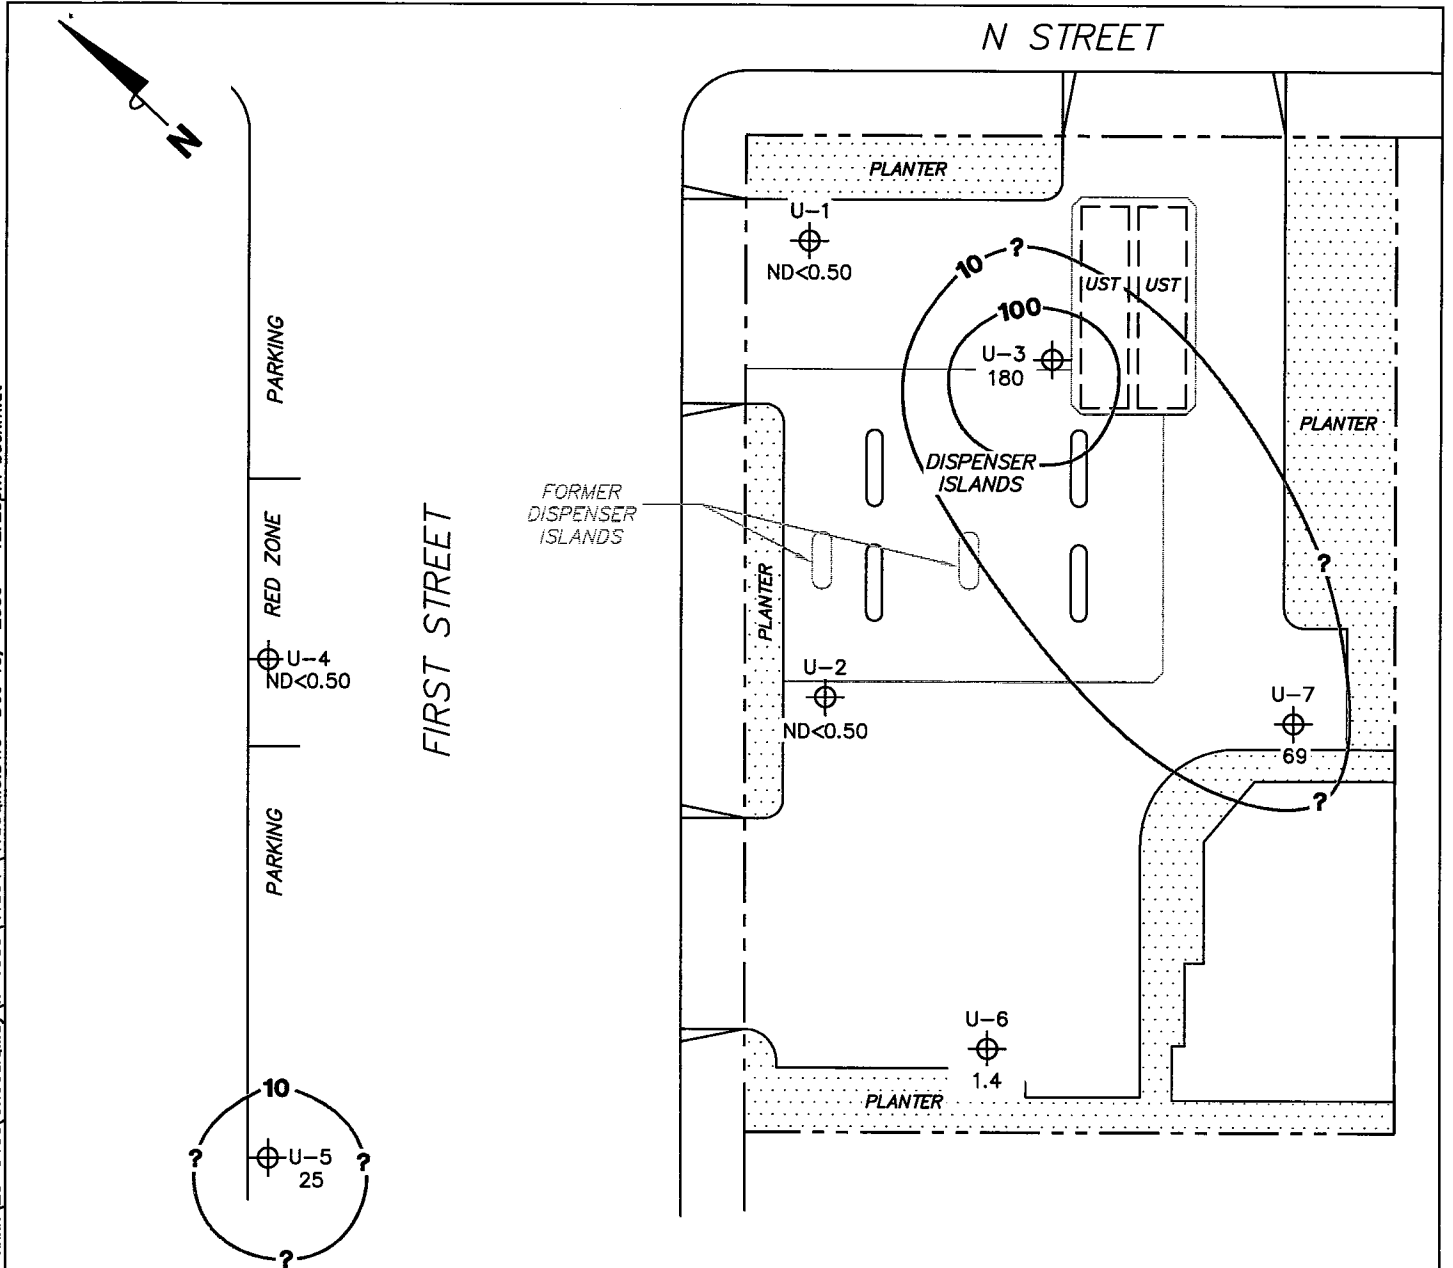 N STREET
N
PLANTER
U-1
ND<0.50
10
?
UST
UST
100
U-3
180
PARKING
PLANTER
DISPENSER
ISLANDS
FORMER
DISPENSER
ISLANDS
RED ZONE
FIRST STREET
?
PLANTER
U-4
ND<0.50
U-2
ND<0.50
U-7
69
?
PARKING
U-6
1.4
PLANTER
10
?
U-5
25
?
?